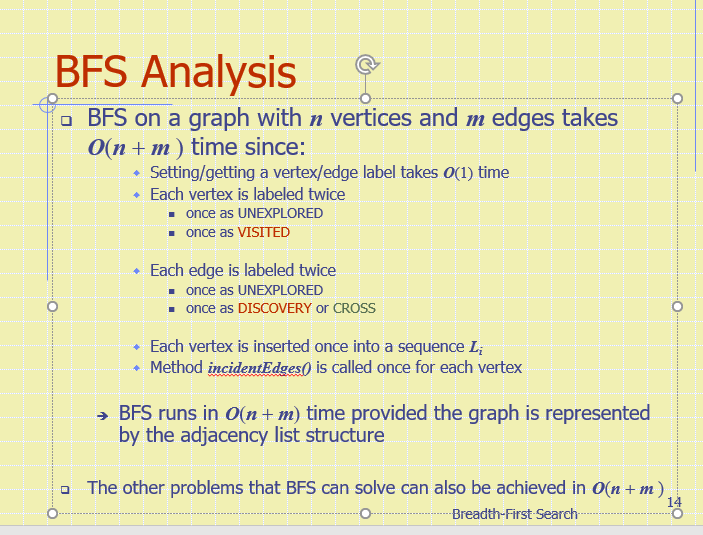 BFS Analysis
BFS on a graph with n vertices and m edges takes
O(n + m ) time since:
Setting/getting a vertex/edge label takes O(1) time
Each vertex is labeled twice
once as UNEXPLORED
once as VISITED
Each edge is labeled twice
once as UNEXPLORED
once as DISCOVERY or CROSS
Each vertex is inserted once into a sequence Li
Method incidentEdges() is called once for each vertex
BFS runs in O(n + m) time provided the graph is represented
by the adjacency list structure
The other problems that BFS can solve can also be achieved in O(n + m )
14
Breadth-First Search